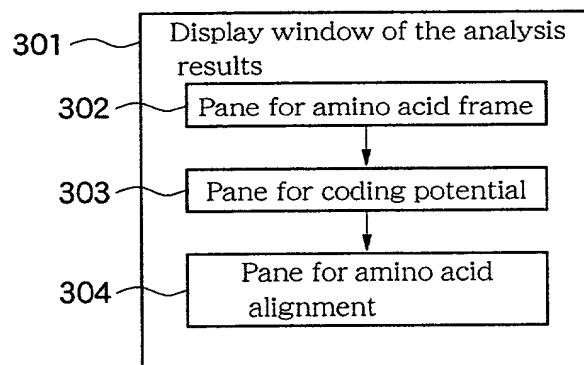 301
Display window of the analysis
results
302
Pane for amino acid frame
303
Pane for coding potential
304
Pane for amino acid
alignment